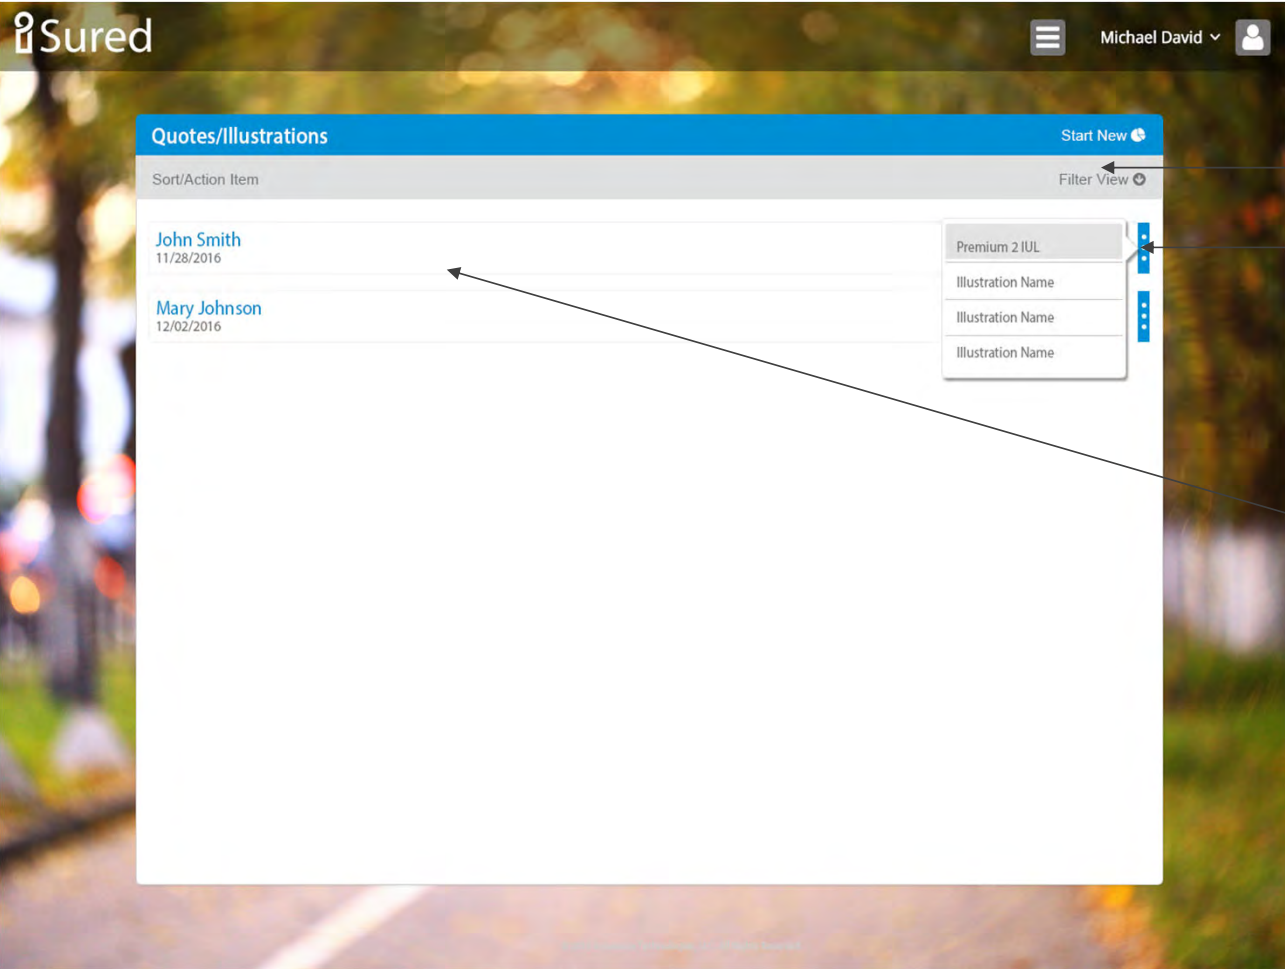 iSured
Michael David
Quotes/Illustrations
Start New
Sort/Action Item
Filter View
John Smith
11/28/2016
Premium 2 IUL
Illustration Name
Mary Johnson
12/02/2016
Illustration Name
Illustration Name